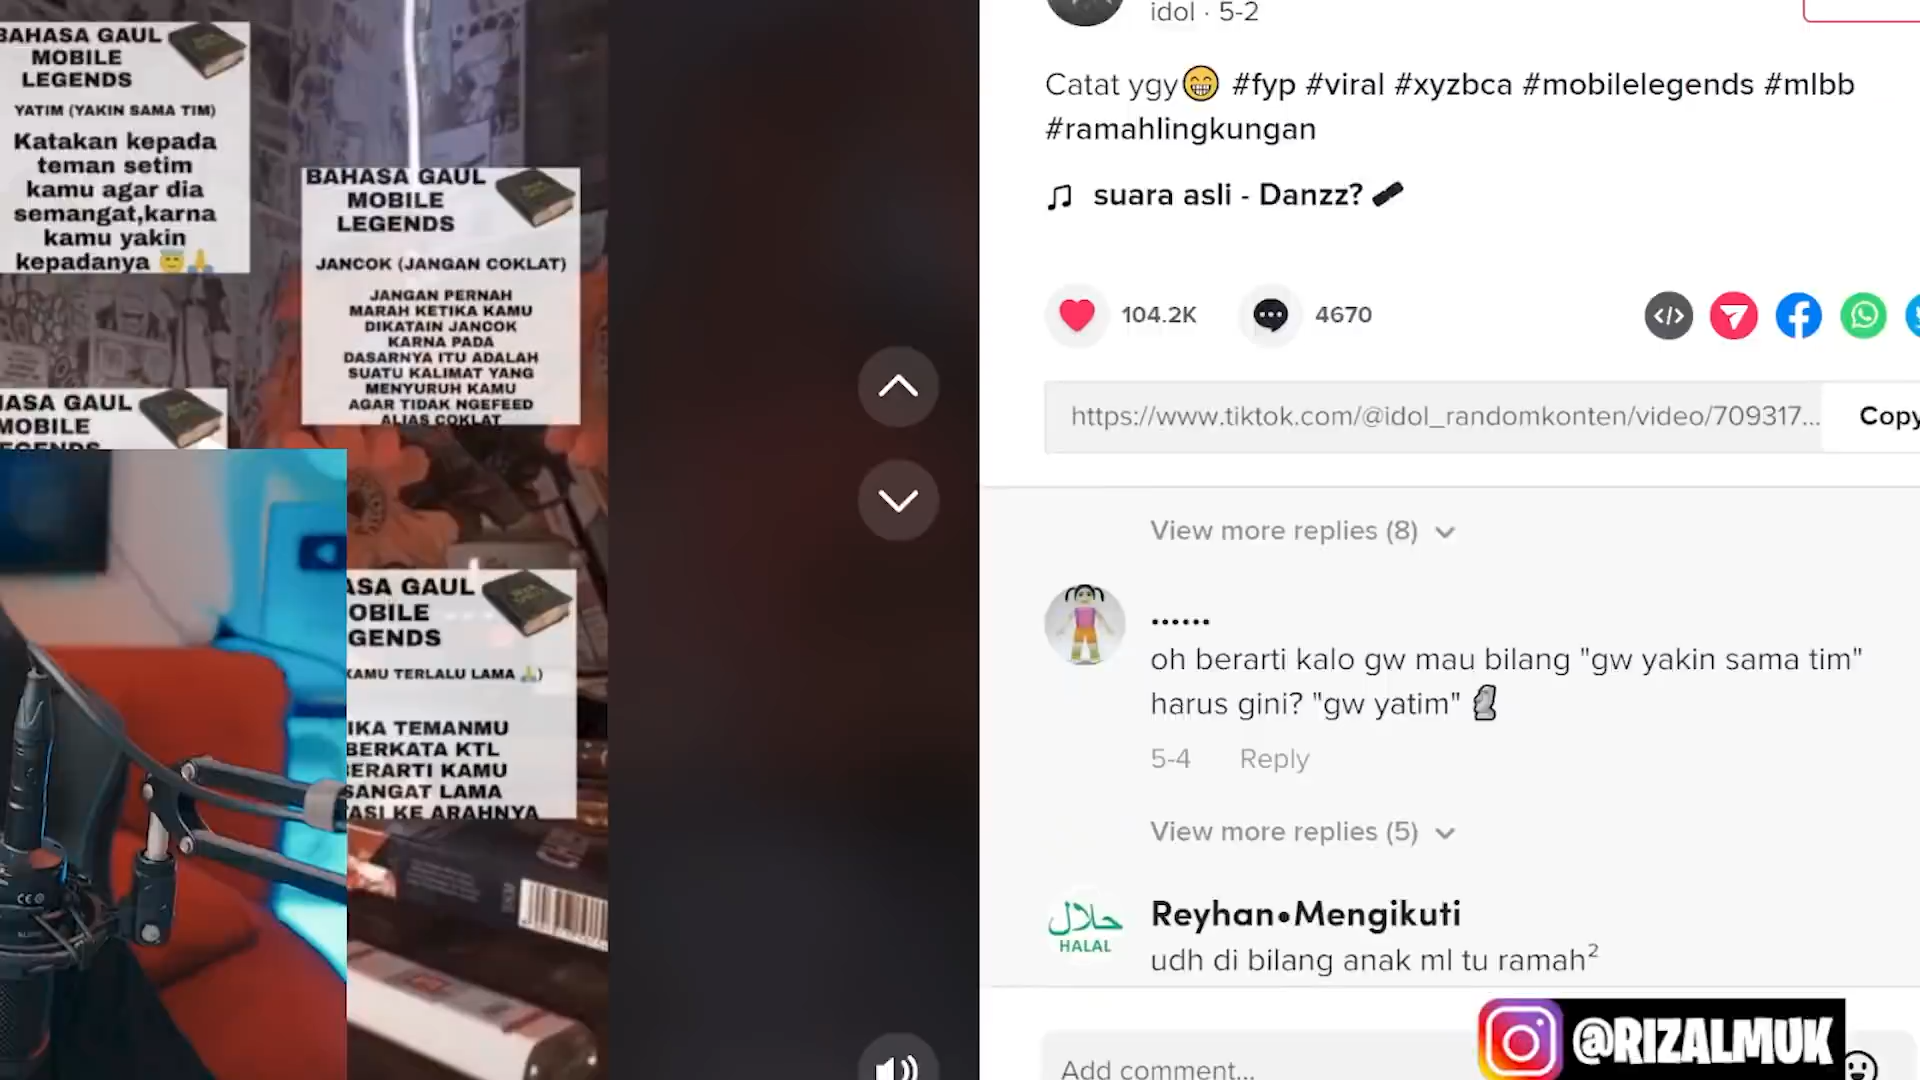 BAHASA GAUL
MOBILE
LEGENDS
YATIM (YAKIN SAMA TIM)
Katakan kepada
teman setim
kamu agar dia
semangat,karna
kamu yakin
kepadanya 😇🙏
BAHASA GAUL
MOBILE
LEGENDS
JANCOK (JANGAN COKLAT)
JANGAN PERNAH
MARAH KETIKA KAMU
DIKATAIN JANCOK
KARNA PADA
DASARNYA ITU ADALAH
SUATU KALIMAT YANG
MENYURUH KAMU
AGAR TIDAK NGEFEED
ALIAS COKLAT
HASA GAUL
MOBILE
EGENDS
ASA GAUL
OBILE
GENDS
KAMU TERLALU LAMA 🙏)
IKA TEMANMU
BERKATA KTL
BERARTI KAMU
SANGAT LAMA
TASI KE ARAHNYA
idol · 5-2
Catat ygy😁 #fyp #viral #xyzbca #mobilelegends #mlbb
#ramahlingkungan
suara asli - Danzz?
104.2K
4670
https://www.tiktok.com/@idol_randomkonten/video/709317...
Copy
View more replies (8)
......
oh berarti kalo gw mau bilang "gw yakin sama tim"
harus gini? "gw yatim" 🗿
5-4 Reply
View more replies (5)
حلال
HALAL
Reyhan•Mengikuti
udh di bilang anak ml tu ramah²
Add comment...
@RIZALMUK